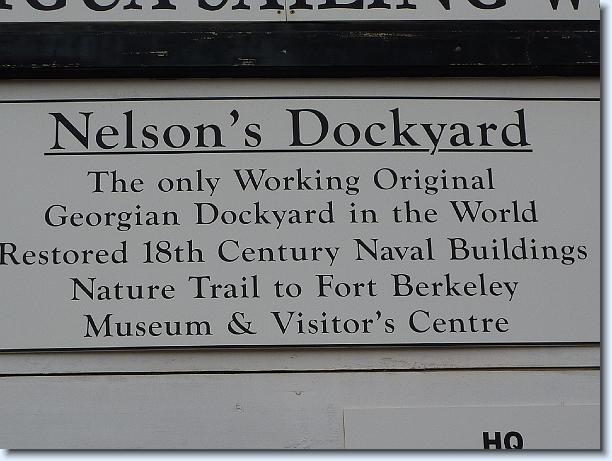 SAILING W
Nelson's Dockyard
The only Working Original
Georgian Dockyard in the World
Restored 18th Century Naval Buildings
Nature Trail to Fort Berkeley
Museum & Visitor's Centre
HQ